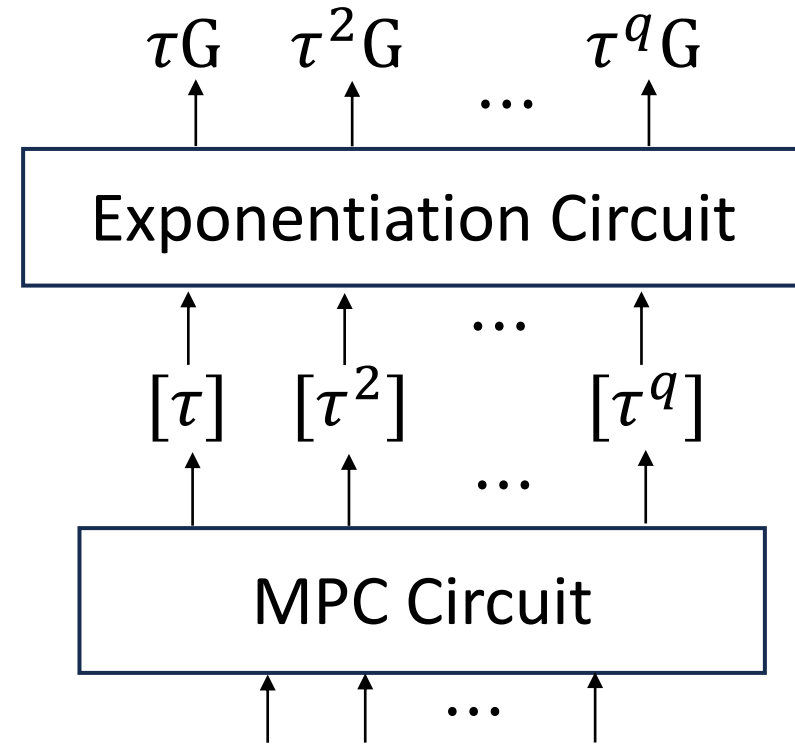 τG τ²G ... τ^qG
Exponentiation Circuit
...
[τ] [τ²] [τ^q]
...
MPC Circuit
...